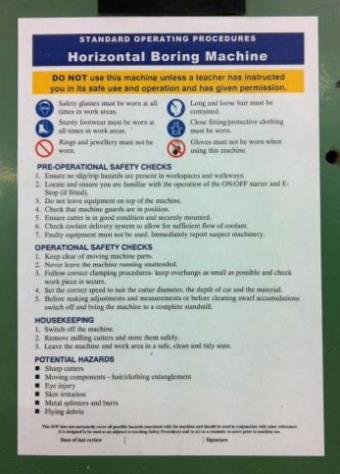 STANDARD OPERATING PROCEDURES
Horizontal Boring Machine
DO NOT use this machine unless a teacher has instructed
you in its safe use and operation and has given permission.
Safety glasses must be worn at all
times in work areas.
Long and loose hair must be
contained.
Sturdy footwear must be worn at
all times in work areas.
Close fitting/protective clothing
must be worn.
Rings and jewellery must not be
worn.
Gloves must not be worn when
using this machine.
PRE-OPERATIONAL SAFETY CHECKS
1. Ensure no slip/trip hazards are present in workspaces and walkways.
2. Locate and ensure you are familiar with the operation of the ON/OFF starter and E-
Stop (if fitted).
3. Do not leave equipment on top of the machine.
4. Check that machine guards are in position.
5. Ensure cutter is in good condition and securely mounted.
6. Check coolant delivery system to allow for sufficient flow of coolant.
7. Faulty equipment must not be used. Immediately report suspect machinery.
OPERATIONAL SAFETY CHECKS
1. Keep clear of moving machine parts.
2. Never leave the machine running unattended.
3. Follow correct clamping procedures- keep overhangs as small as possible and check
work piece is secure.
4. Set the correct speed to suit the cutter diameter, the depth of cut and the material.
5. Before making adjustments and measurements or before cleaning swarf accumulations
switch off and bring the machine to a complete standstill.
HOUSEKEEPING
1. Switch off the machine.
2. Remove milling cutters and store them safely.
3. Leave the machine and work area in a safe, clean and tidy state.
POTENTIAL HAZARDS
■ Sharp cutters
■ Moving components - hair/clothing entanglement
■ Eye injury
■ Skin irritation
■ Metal splinters and burrs
■ Flying debris
This SOP does not necessarily cover all possible hazards associated with the machine and should be used in conjunction with other references
It is designed to be used as an adjunct to teaching Safety Procedures and to act as a reminder to users prior to machine use
Date of last review
Signature